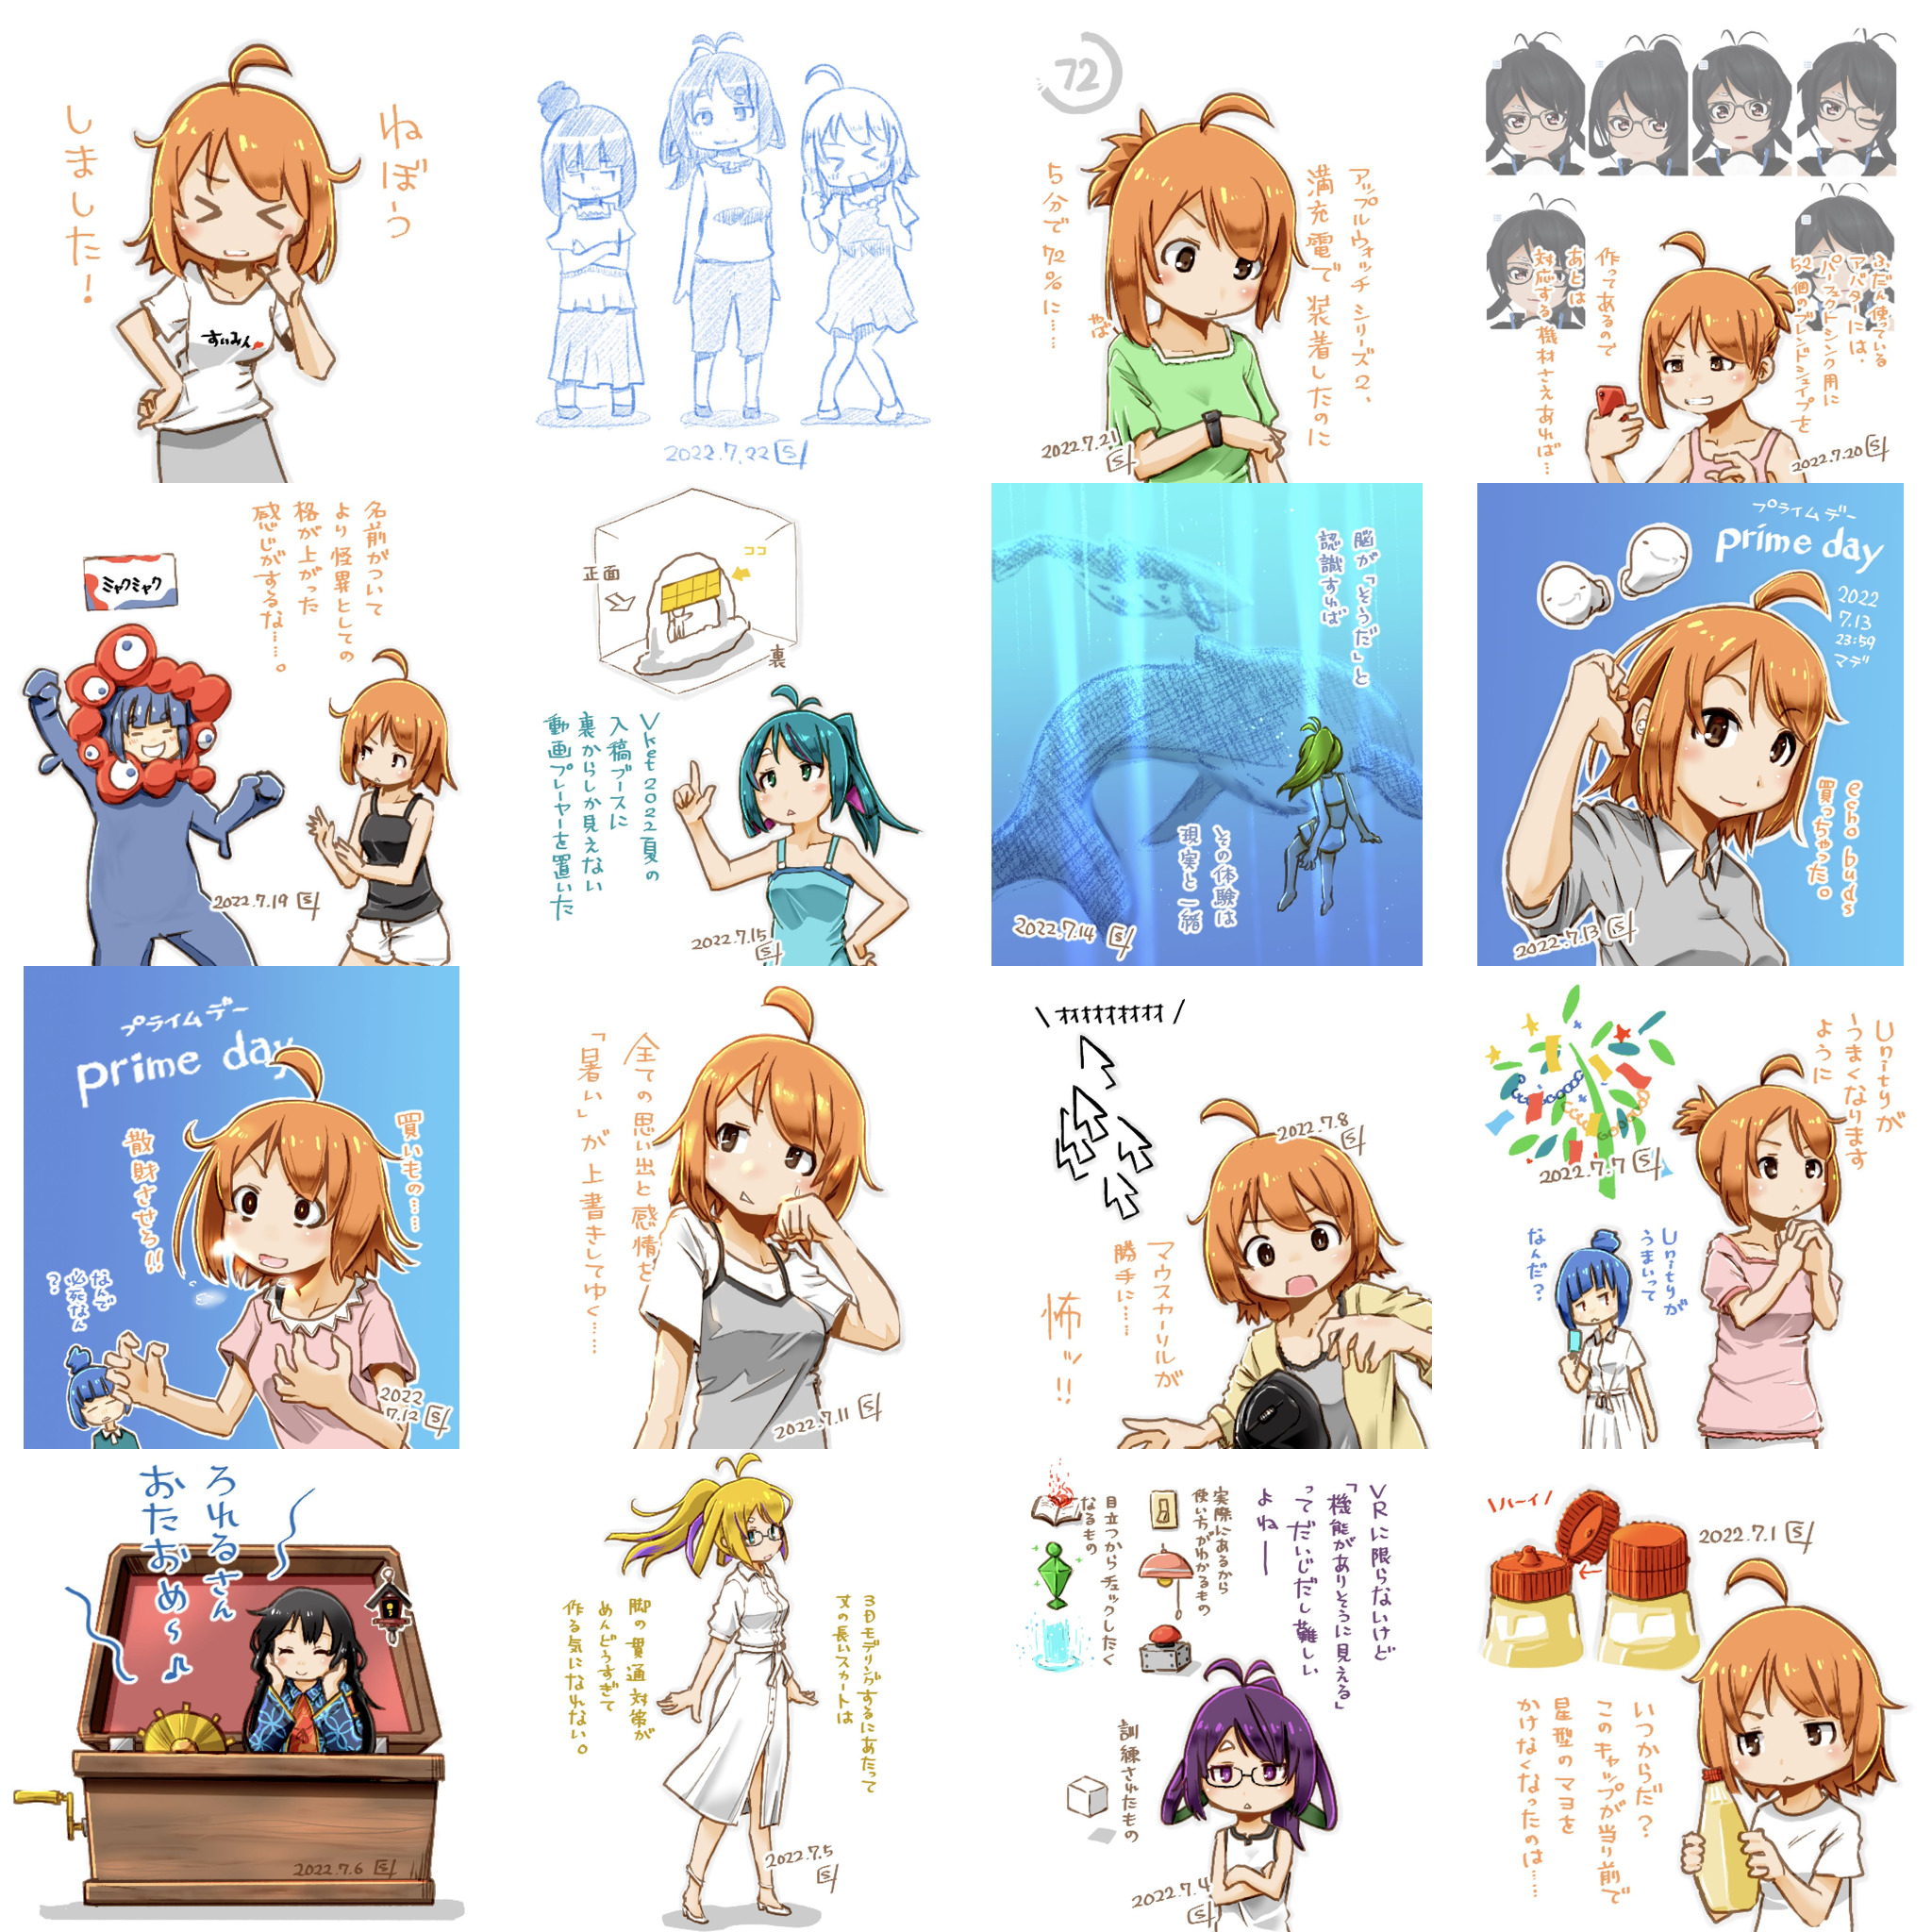 ねぼう
しました！
すいみん
2022.7.22
72
アップルウォッチ シリーズ2、
満充電で装着したのに
5分で72%に……
やば
2022.7.21
ふだん使っている
アバターには、
パーフェクトシンク用に
52個のブレンドシェイプを
作ってあるので
あとは
対応する機材さえあれば…
2022.7.20
名前がついて
より怪異としての
格が上がった
感じがするな……。
ミャクミャク
2022.7.19
正面
ココ
裏
Vket2022夏の
入稿ブースに
裏からしか見えない
動画プレーヤーを置いた
2022.7.15
脳が「そうだ」と
認識すれば
その体験は
現実と一緒
2022.7.14
プライムデー
prime day
2022
7.13
23:59
マデ
echo buds
買っちゃった。
2022.7.13
プライムデー
prime day
買いもの……
散財させろ!!
なんで
必死なん
？
2022
7.12
全ての思い出と感情を
「暑い」が上書きしてゆく……
2022.7.11
\オオオオオオオオ/
2022.7.8
マウスカーソルが
勝手に……
怖ッ!!
Unityが
うまくなります
ように
2022.7.7
Unityが
うまいって
なんだ？
ろれるさん
おたおめ〜♪
2022.7.6
3Dモデリングするにあたって
丈の長いスカートは
脚の貫通対策が
めんどうすぎて
作る気になれない。
2022.7.5
VRに限らないけど
「機能がありそうに見える」
ってだいじだし難しい
よねー
実際にあるから
使い方がわかるもの
目立つからチェックしたく
なるもの
訓練されたもの
2022.7.4
\ハーイ/
2022.7.1
いつからだ？
このキャップが当り前で
星型のマヨを
かけなくなったのは……